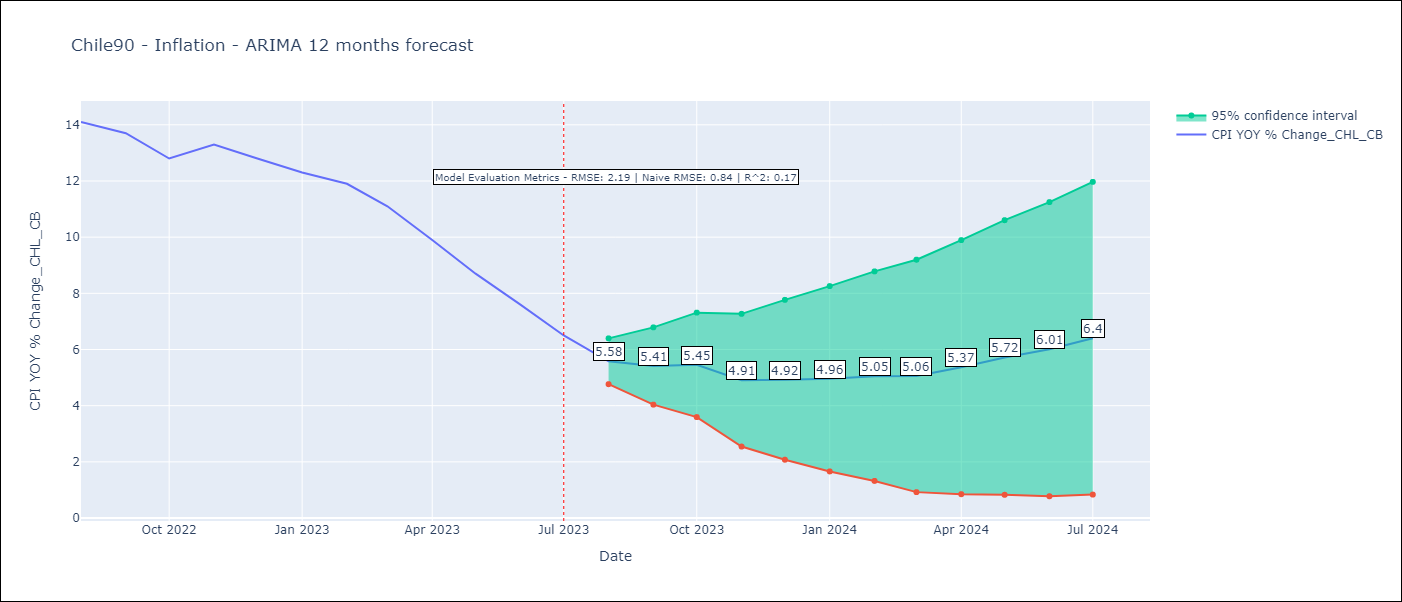 Chile90 - Inflation - ARIMA 12 months forecast
95% confidence interval
CPI YOY % Change_CHL_CB
Model Evaluation Metrics - RMSE: 2.19 | Naive RMSE: 0.84 | R^2: 0.17
CPI YOY % Change_CHL_CB
14
12
10
8
6
4
2
0
5.58
5.41
5.45
4.91
4.92
4.96
5.05
5.06
5.37
5.72
6.01
6.4
Oct 2022
Jan 2023
Apr 2023
Jul 2023
Oct 2023
Jan 2024
Apr 2024
Jul 2024
Date